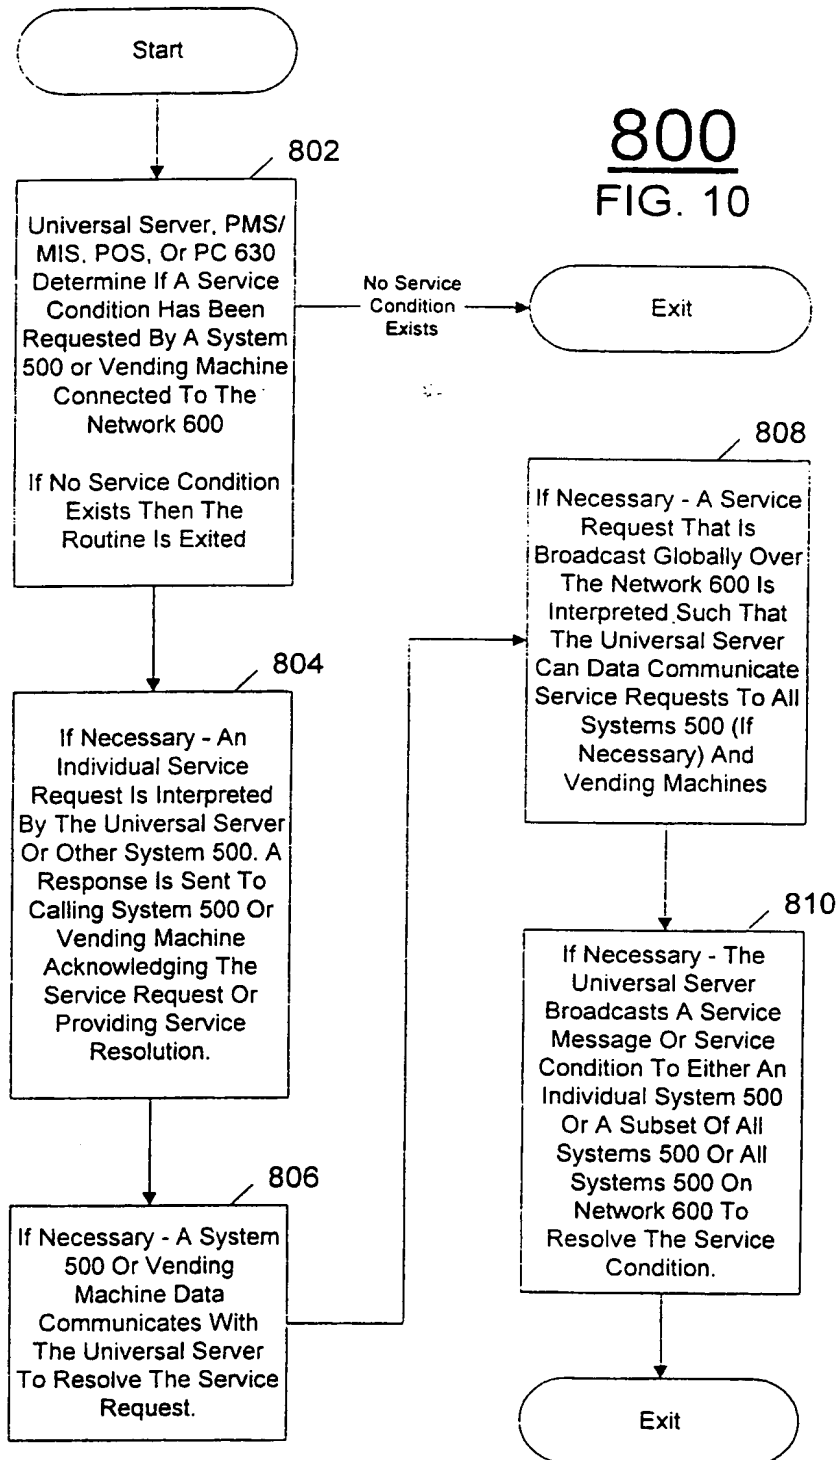 Start
800
FIG. 10
802
Universal Server, PMS/
MIS, POS, Or PC 630
Determine If A Service
Condition Has Been
Requested By A System
500 or Vending Machine
Connected To The
Network 600
If No Service Condition
Exists Then The
Routine Is Exited
No Service
Condition
Exists
Exit
804
If Necessary - An
Individual Service
Request Is Interpreted
By The Universal Server
Or Other System 500. A
Response Is Sent To
Calling System 500 Or
Vending Machine
Acknowledging The
Service Request Or
Providing Service
Resolution.
806
If Necessary - A System
500 Or Vending
Machine Data
Communicates With
The Universal Server
To Resolve The Service
Request.
808
If Necessary - A Service
Request That Is
Broadcast Globally Over
The Network 600 Is
Interpreted Such That
The Universal Server
Can Data Communicate
Service Requests To All
Systems 500 (If
Necessary) And
Vending Machines
810
If Necessary - The
Universal Server
Broadcasts A Service
Message Or Service
Condition To Either An
Individual System 500
Or A Subset Of All
Systems 500 Or All
Systems 500 On
Network 600 To
Resolve The Service
Condition.
Exit